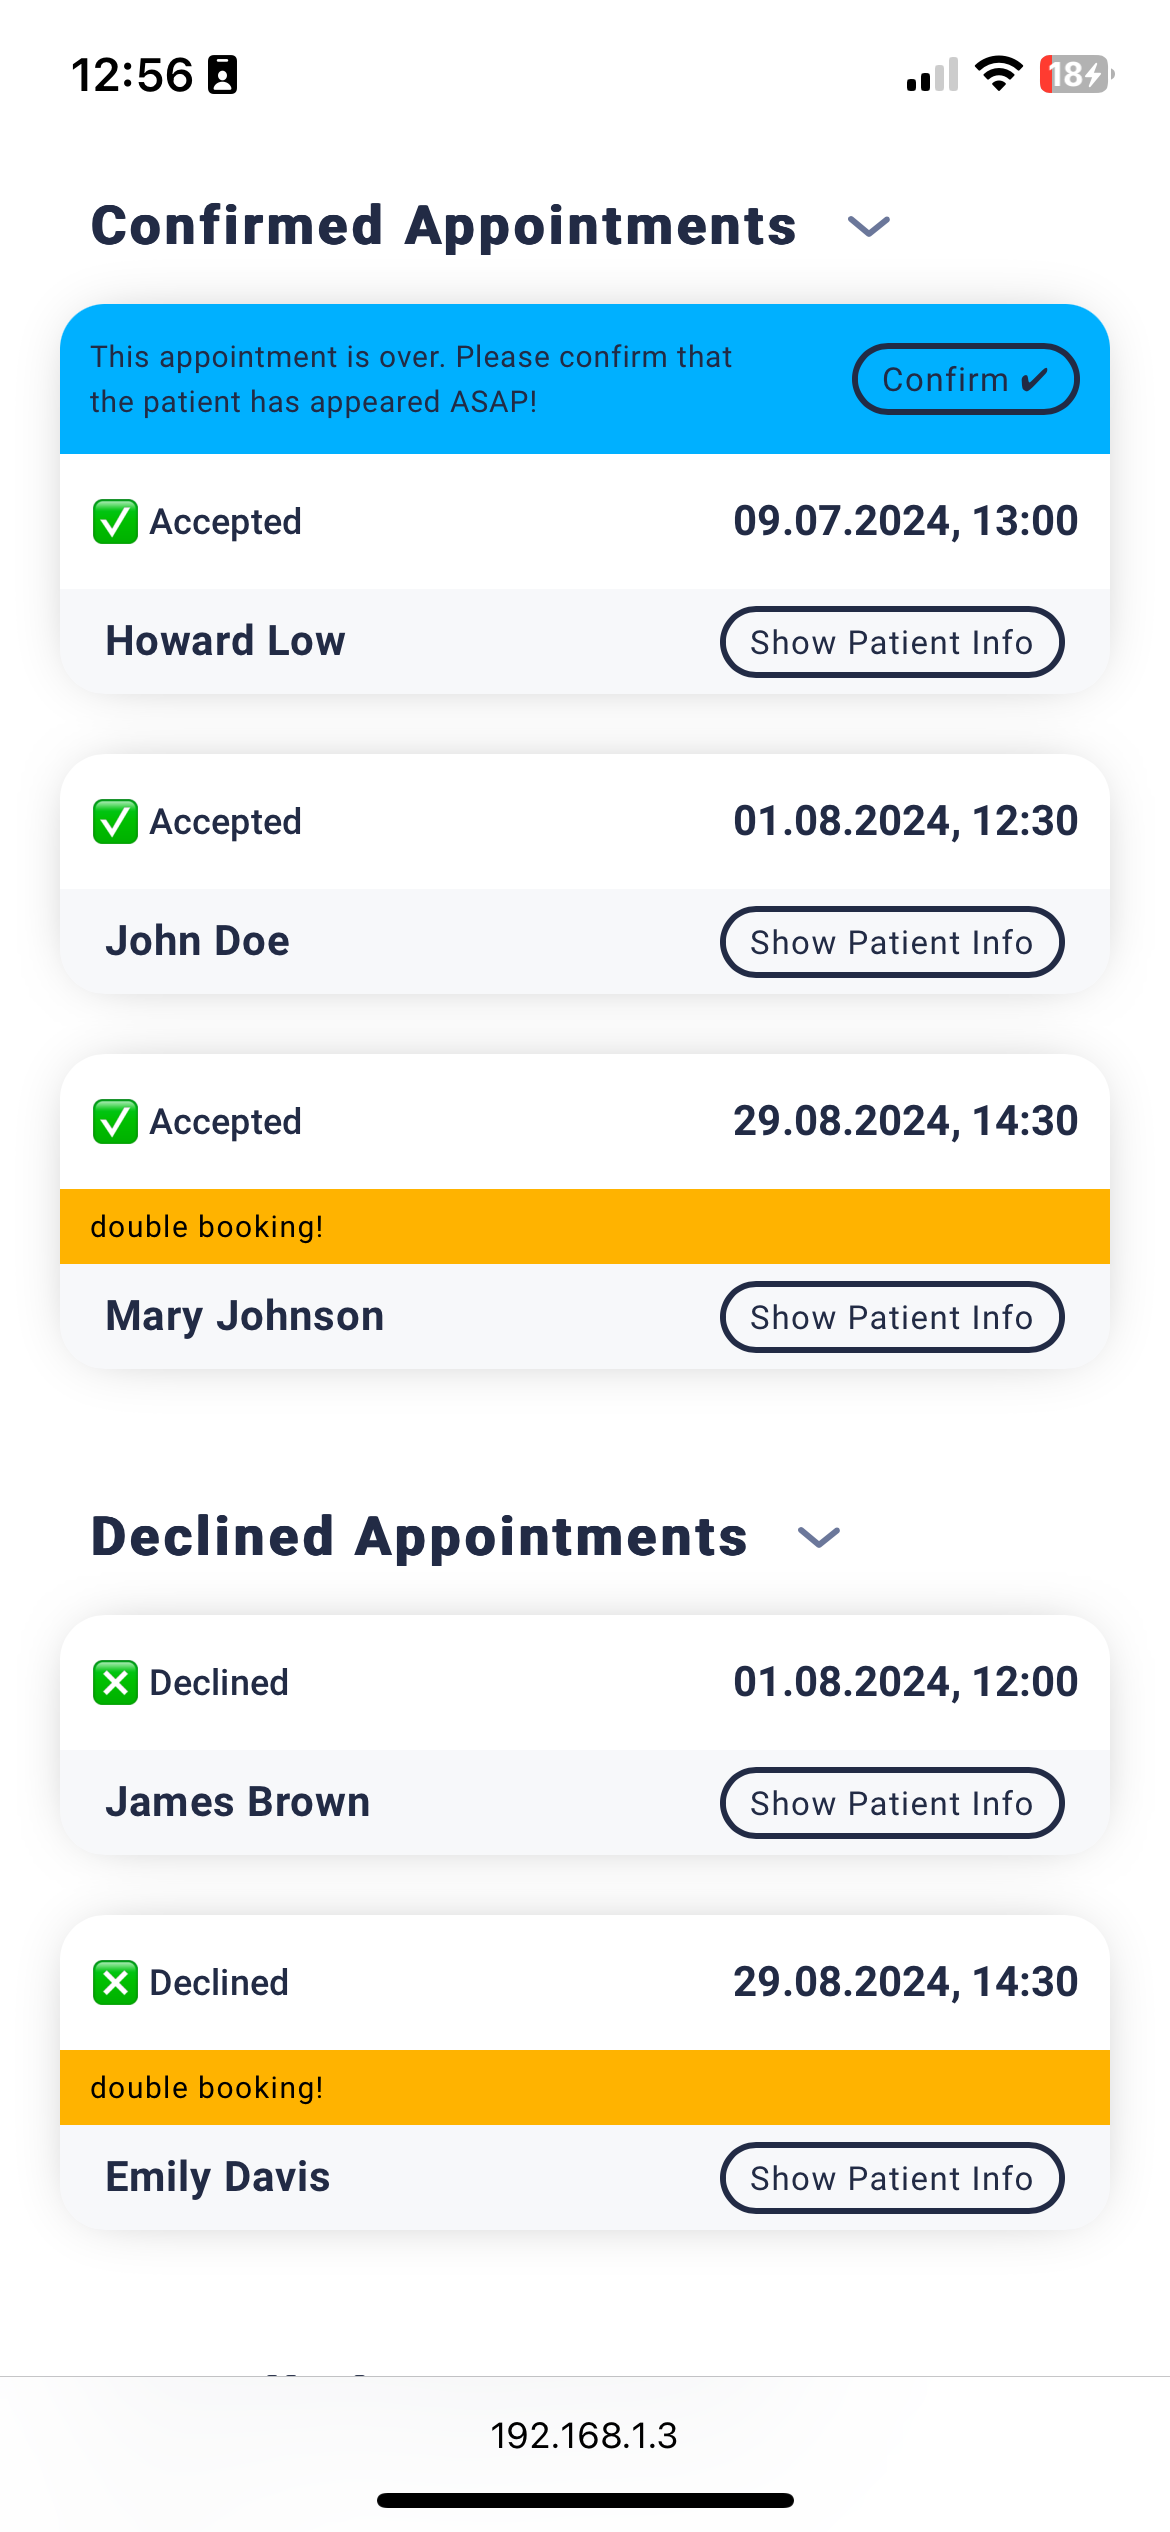 12:56
18
Confirmed Appointments
This appointment is over. Please confirm that
the patient has appeared ASAP!
Confirm ✔
✅ Accepted
09.07.2024, 13:00
Howard Low
Show Patient Info
✅ Accepted
01.08.2024, 12:30
John Doe
Show Patient Info
✅ Accepted
29.08.2024, 14:30
double booking!
Mary Johnson
Show Patient Info
Declined Appointments
❎ Declined
01.08.2024, 12:00
James Brown
Show Patient Info
❎ Declined
29.08.2024, 14:30
double booking!
Emily Davis
Show Patient Info
192.168.1.3